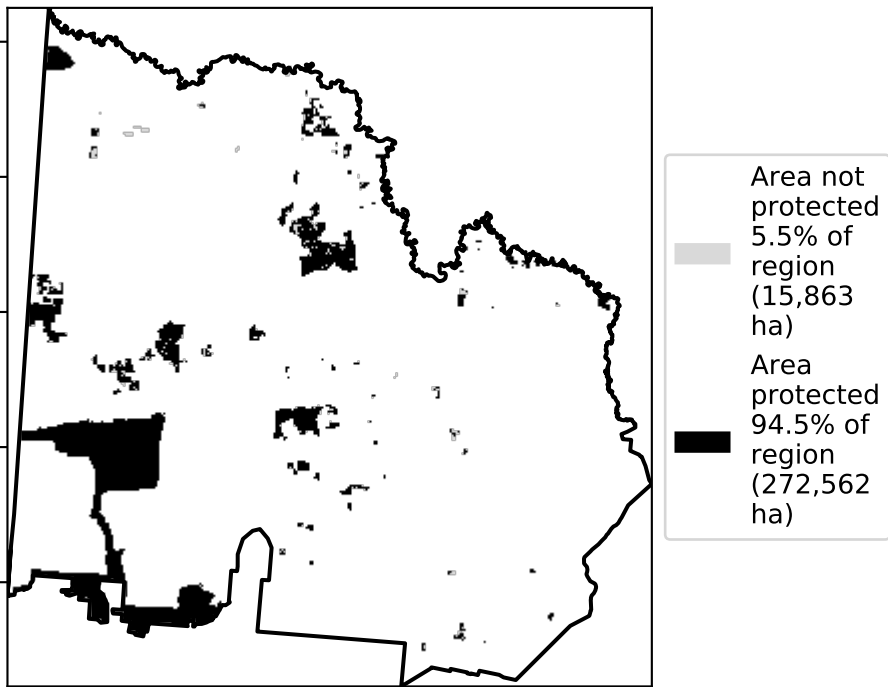 Area not
protected
5.5% of
region
(15,863
ha)
Area
protected
94.5% of
region
(272,562
ha)